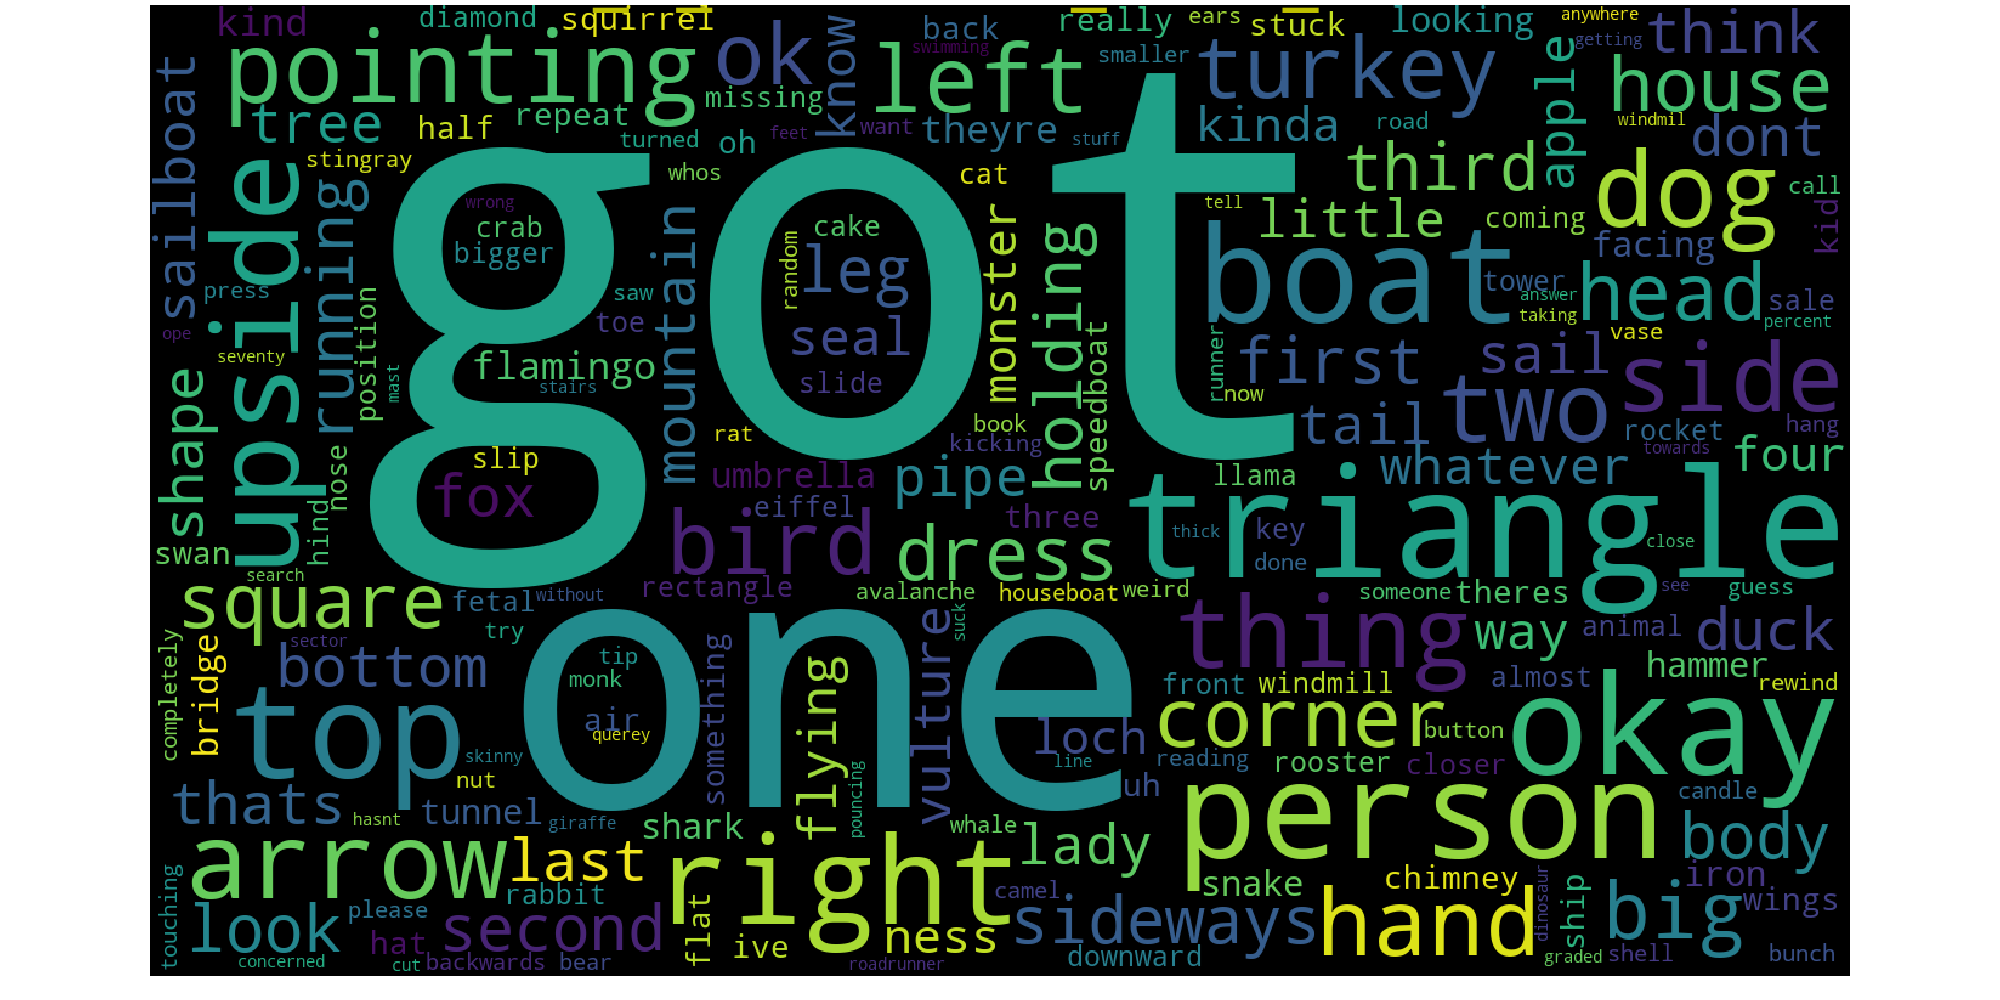 kind
diamond
squirrel
back
really
ears
stuck
looking
anywhere
think
pointing
ok
know
swimming
left
smaller
turkey
getting
apple
house
sailboat
tree
half
repeat
missing
want
theyre
kinda
road
windmil
dont
stingray
turned
feet
oh
stuff
third
dog
upside
running
whos
cat
call
got
wrong
crab
bigger
cake
leg
random
monster
holding
tell
little
coming
kid
facing
boat
tower
head
press
position
saw
mountain
toe
seal
answer
sale
taking
percent
ope
seventy
mast
flamingo
stairs
slide
speedboat
runner
first
now
sail
vase
side
shape
nose
hind
slip
fox
rat
book
kicking
umbrella
pipe
tail
two
rocket
hang
towards
whatever
four
llama
eiffel
three
triangle
bird
dress
thick
key
done
close
swan
search
square
fetal
without
rectangle
avalanche
houseboat
weird
someone
theres
see
guess
try
suck
sector
one
thing
way
animal
duck
completely
bridge
bottom
tip
monk
something
flying
vulture
front
windmill
almost
hammer
rewind
top
air
querey
loch
corner
button
okay
skinny
nut
line
reading
rooster
closer
thats
tunnel
giraffe
pouncing
uh
candle
person
hasnt
shark
whale
lady
body
arrow
last
right
rabbit
camel
snake
chimney
iron
wings
touching
look
please
hat
second
flat
ive
ness
sideways
hand
dinosaur
ship
big
concerned
cut
backwards
bear
roadrunner
downward
graded
shell
bunch